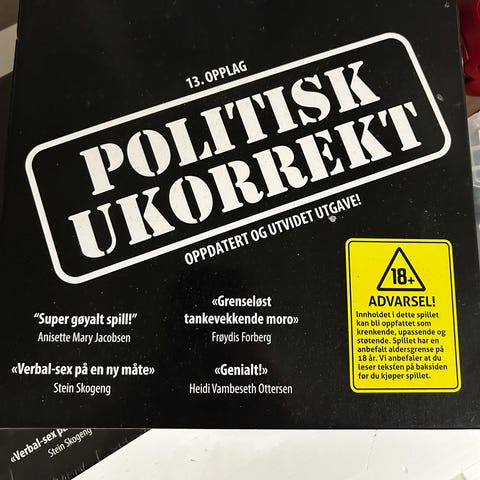 13. OPPLAG
POLITISK
UKORREKT
OPPDATERT OG UTVIDET UTGAVE!
"Super gøyalt spill!"
Anisette Mary Jacobsen
«Grenseløst
tankevekkende moro»
Frøydis Forberg
«Verbal-sex på en ny måte»
Stein Skogeng
«Genialt!»
Heidi Vambeseth Ottersen
18+
ADVARSEL!
Innholdet i dette spillet
kan bli oppfattet som
krenkende, upassende og
støtende. Spillet har en
anbefalt aldersgrense på
18 år. Vi anbefaler at du
leser teksten på baksiden
før du kjøper spillet.
«Verbal-sex på
Stein Skogeng